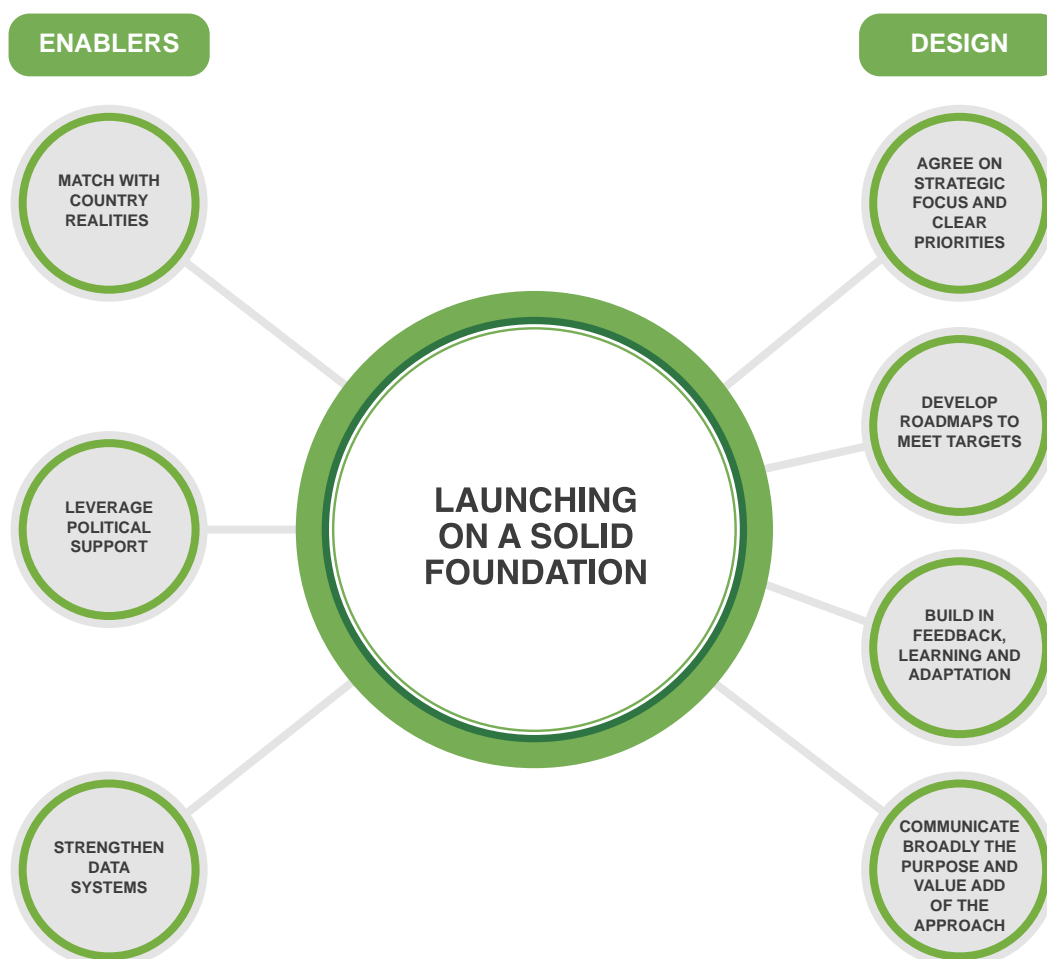 ENABLERS
MATCH WITH
COUNTRY
REALITIES
LEVERAGE
POLITICAL
SUPPORT
STRENGTHEN
DATA
SYSTEMS
LAUNCHING
ON A SOLID
FOUNDATION
DESIGN
AGREE ON
STRATEGIC
FOCUS AND
CLEAR
PRIORITIES
DEVELOP
ROADMAPS TO
MEET TARGETS
BUILD IN
FEEDBACK,
LEARNING AND
ADAPTATION
COMMUNICATE
BROADLY THE
PURPOSE AND
VALUE ADD
OF THE
APPROACH